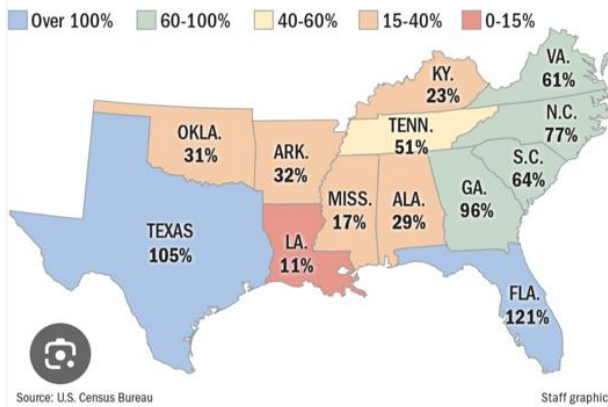 Over 100%
60-100%
40-60%
15-40%
0-15%
VA.
61%
KY.
23%
N.C.
77%
TENN.
51%
OKLA.
31%
ARK.
32%
S.C.
64%
GA.
96%
MISS.
17%
ALA.
29%
TEXAS
105%
LA.
11%
FLA.
121%
Source: U.S. Census Bureau
Staff graphic